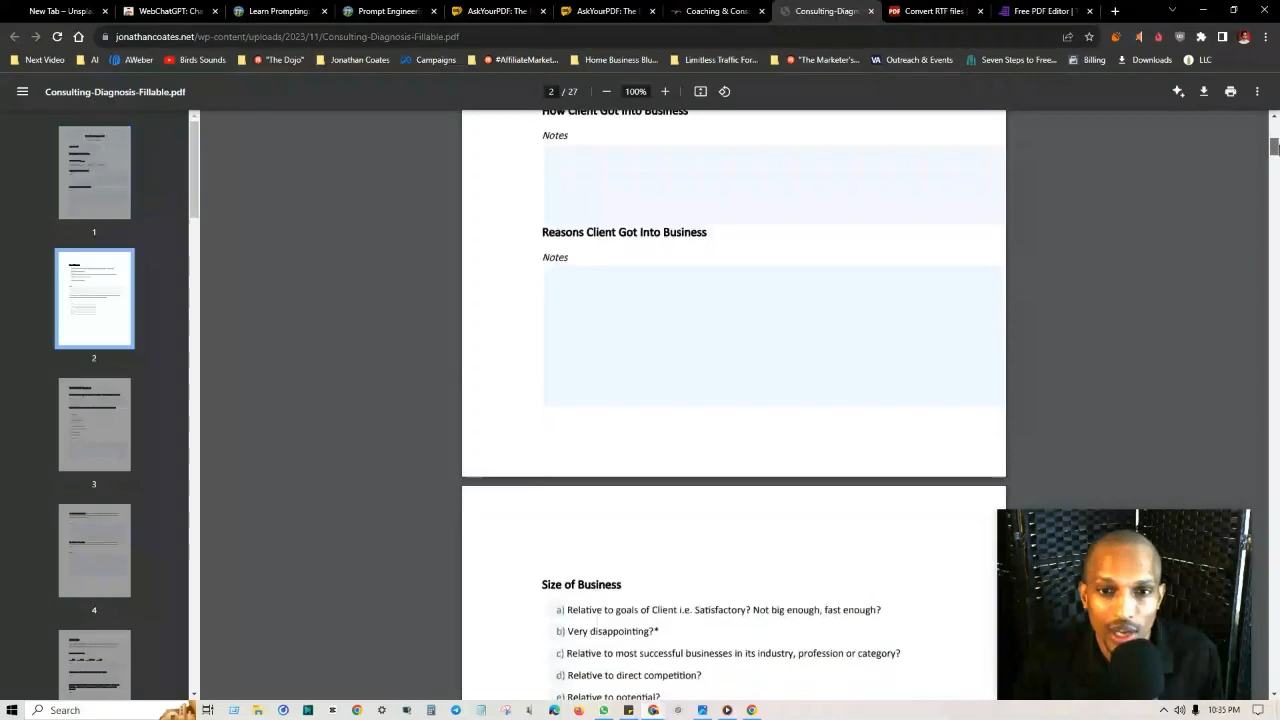 New Tab - Unspla
WebChatGPT: Ch
Learn Prompting
Prompt Engineer
AskYourPDF: The
AskYourPDF: The
Coaching & Cons
Consulting-Diagn
Convert RTF files
Free PDF Editor |
jonathancoates.net/wp-content/uploads/2023/11/Consulting-Diagnosis-Fillable.pdf
Next Video
AI
AWeber
Birds Sounds
"The Dojo"
Jonathan Coates
Campaigns
#AffiliateMarket...
Home Business Blu...
Limitless Traffic For...
"The Marketer's...
VA Outreach & Events
Seven Steps to Free...
Billing
Downloads
LLC
Consulting-Diagnosis-Fillable.pdf
2 / 27
100%
1
2
3
4
How Client Got Into Business
Notes
Reasons Client Got Into Business
Notes
Size of Business
a) Relative to goals of Client i.e. Satisfactory? Not big enough, fast enough?
b) Very disappointing?*
c) Relative to most successful businesses in its industry, profession or category?
d) Relative to direct competition?
e) Relative to potential?
Search
10:35 PM